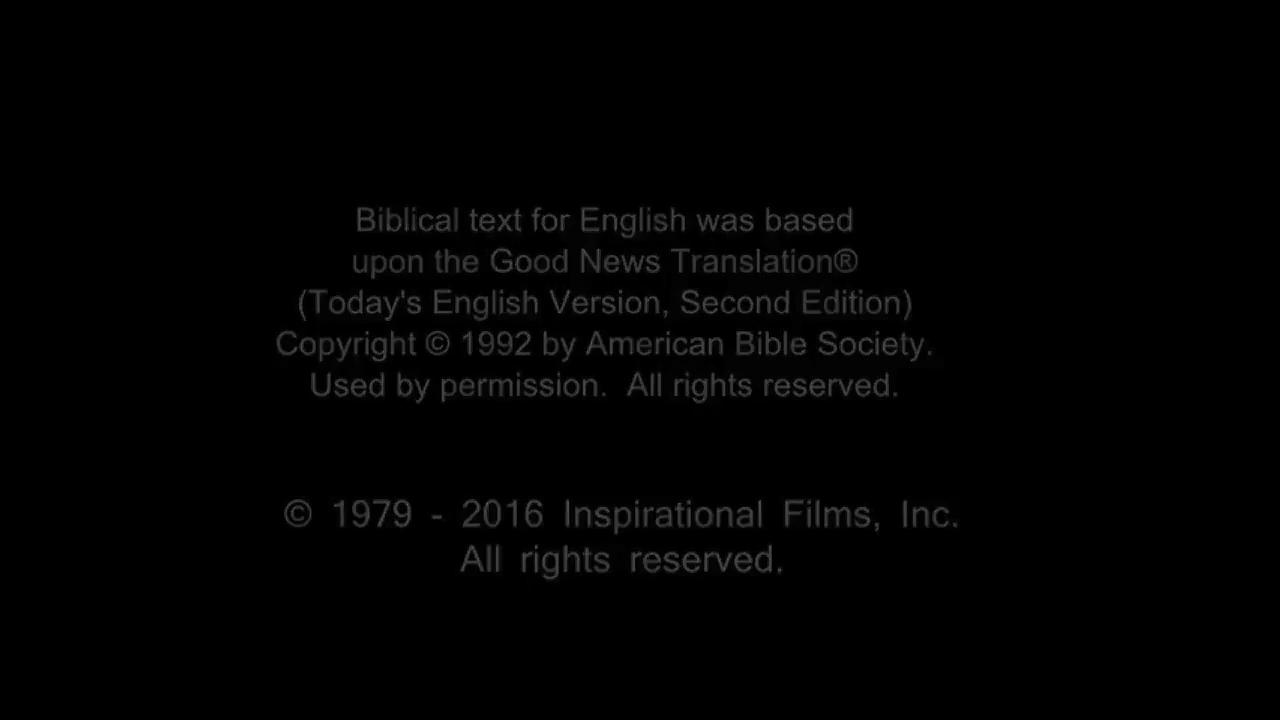 Biblical text for English was based
upon the Good News Translation®
(Today's English Version, Second Edition)
Copyright © 1992 by American Bible Society.
Used by permission.  All rights reserved.
© 1979 - 2016 Inspirational Films, Inc.
All rights reserved.